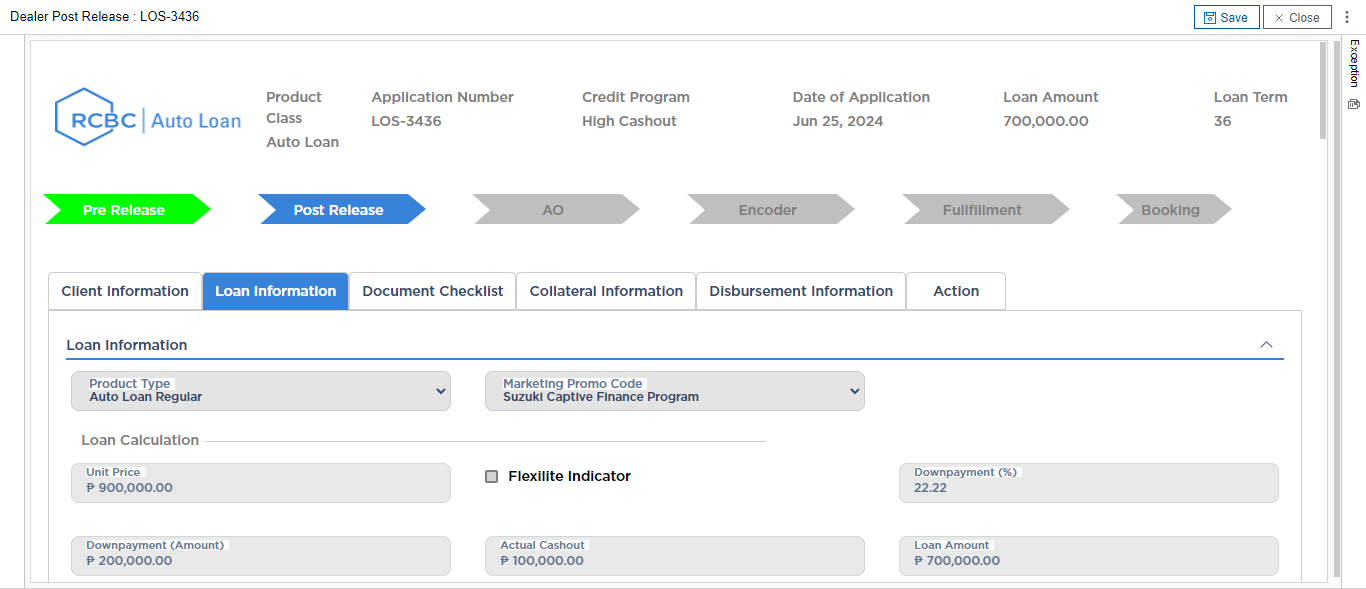 Dealer Post Release : LOS-3436
Save
Close
Exception
RCBC Auto Loan
Product Class
Auto Loan
Application Number
LOS-3436
Credit Program
High Cashout
Date of Application
Jun 25, 2024
Loan Amount
700,000.00
Loan Term
36
Pre Release
Post Release
AO
Encoder
Fullfillment
Booking
Client Information
Loan Information
Document Checklist
Collateral Information
Disbursement Information
Action
Loan Information
Product Type
Auto Loan Regular
Marketing Promo Code
Suzuki Captive Finance Program
Loan Calculation
Unit Price
₱ 900,000.00
Flexilite Indicator
Downpayment (%)
22.22
Downpayment (Amount)
₱ 200,000.00
Actual Cashout
₱ 100,000.00
Loan Amount
₱ 700,000.00